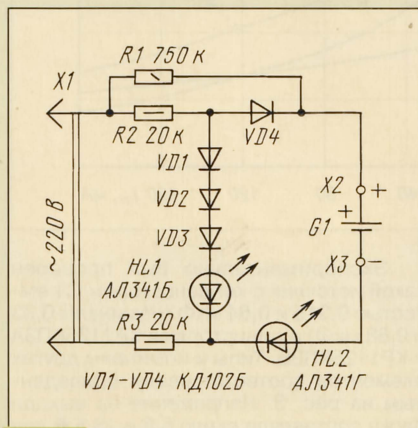 R1 750 к
X1
R2 20 к
VD4
VD1
VD2
VD3
~220 В
X2 +
+
G1
X3 −
HL1
АЛ341Б
R3 20 к
HL2
АЛ341Г
VD1-VD4 КД102Б